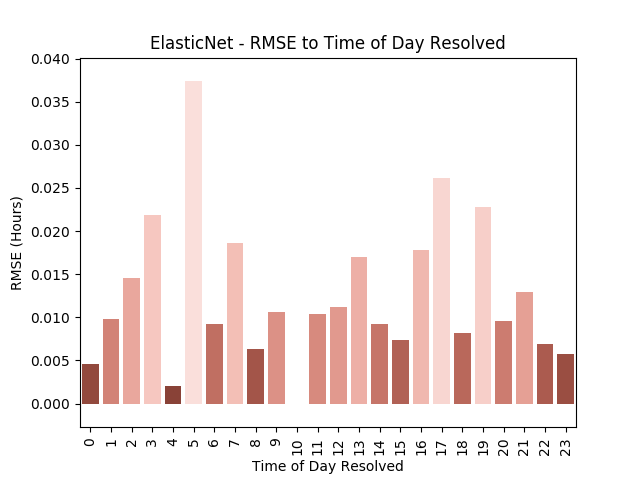 ElasticNet - RMSE to Time of Day Resolved
0.040
0.035
0.030
0.025
0.020
0.015
0.010
0.005
0.000
RMSE (Hours)
0 1 2 3 4 5 6 7 8 9 10 11 12 13 14 15 16 17 18 19 20 21 22 23
Time of Day Resolved